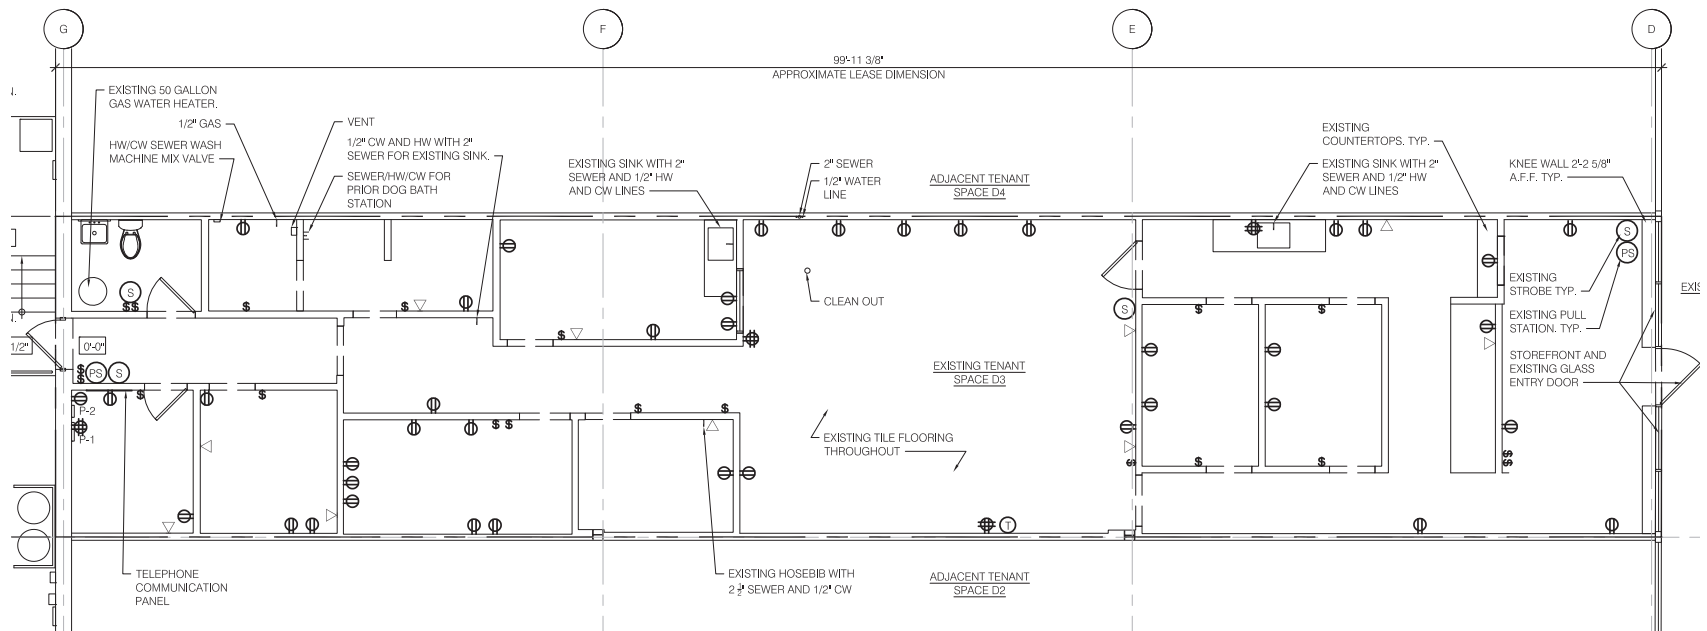 G
F
E
D
99'-11 3/8"
APPROXIMATE LEASE DIMENSION
EXISTING 50 GALLON
GAS WATER HEATER.
1/2" GAS
HW/CW SEWER WASH
MACHINE MIX VALVE
VENT
1/2" CW AND HW WITH 2"
SEWER FOR EXISTING SINK.
SEWER/HW/CW FOR
PRIOR DOG BATH
STATION
EXISTING SINK WITH 2"
SEWER AND 1/2" HW
AND CW LINES
2" SEWER
1/2" WATER
LINE
ADJACENT TENANT
SPACE D4
EXISTING
COUNTERTOPS. TYP.
EXISTING SINK WITH 2"
SEWER AND 1/2" HW
AND CW LINES
KNEE WALL 2'-2 5/8"
A.F.F. TYP.
S
PS
S
$$
$
$
$
CLEAN OUT
S
EXISTING
STROBE TYP.
EXISTING PULL
STATION. TYP.
STOREFRONT AND
EXISTING GLASS
ENTRY DOOR
N.
1/2"
0'-0"
PS
S
$
$
$
$
$
$
EXISTING TENANT
SPACE D3
P-2
P-1
$
$
$ $
$
$
EXISTING TILE FLOORING
THROUGHOUT
$
$
$
$
$
T
TELEPHONE
COMMUNICATION
PANEL
EXISTING HOSEBIB WITH
2 1/2" SEWER AND 1/2" CW
ADJACENT TENANT
SPACE D2